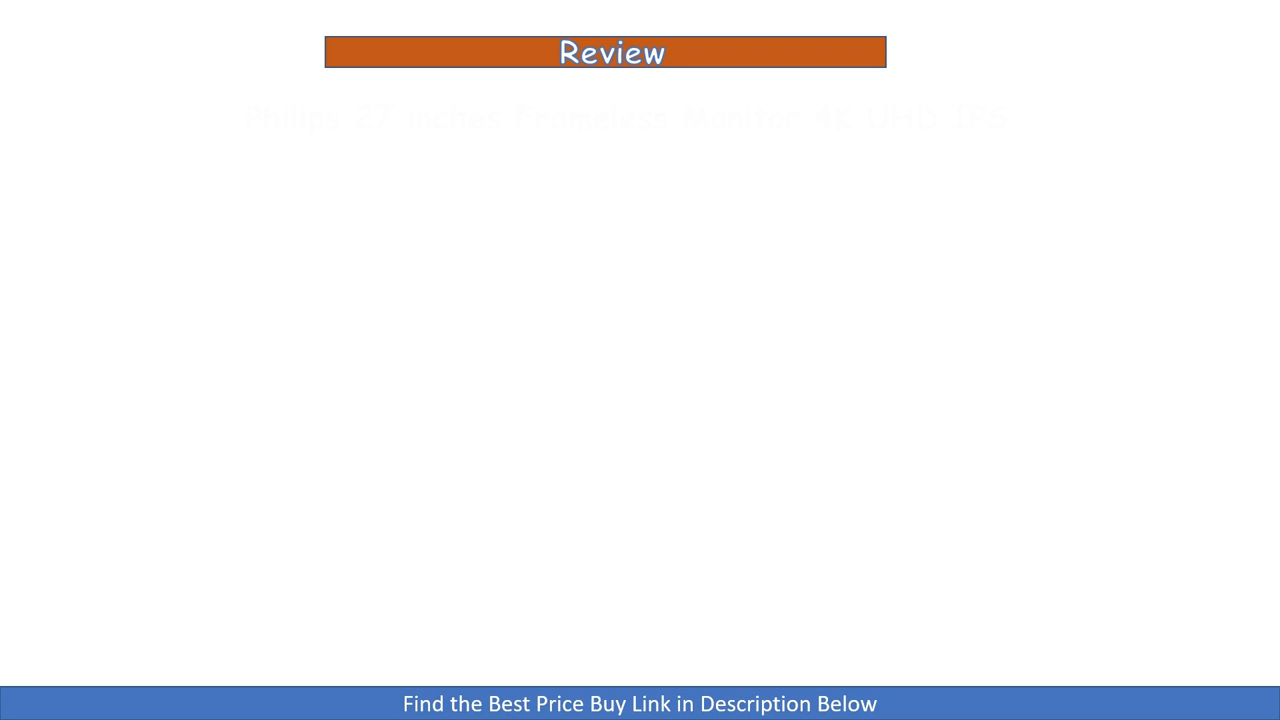 Review
Philips 27 inches Frameless Monitor 4K UHD IPS
Find the Best Price Buy Link in Description Below